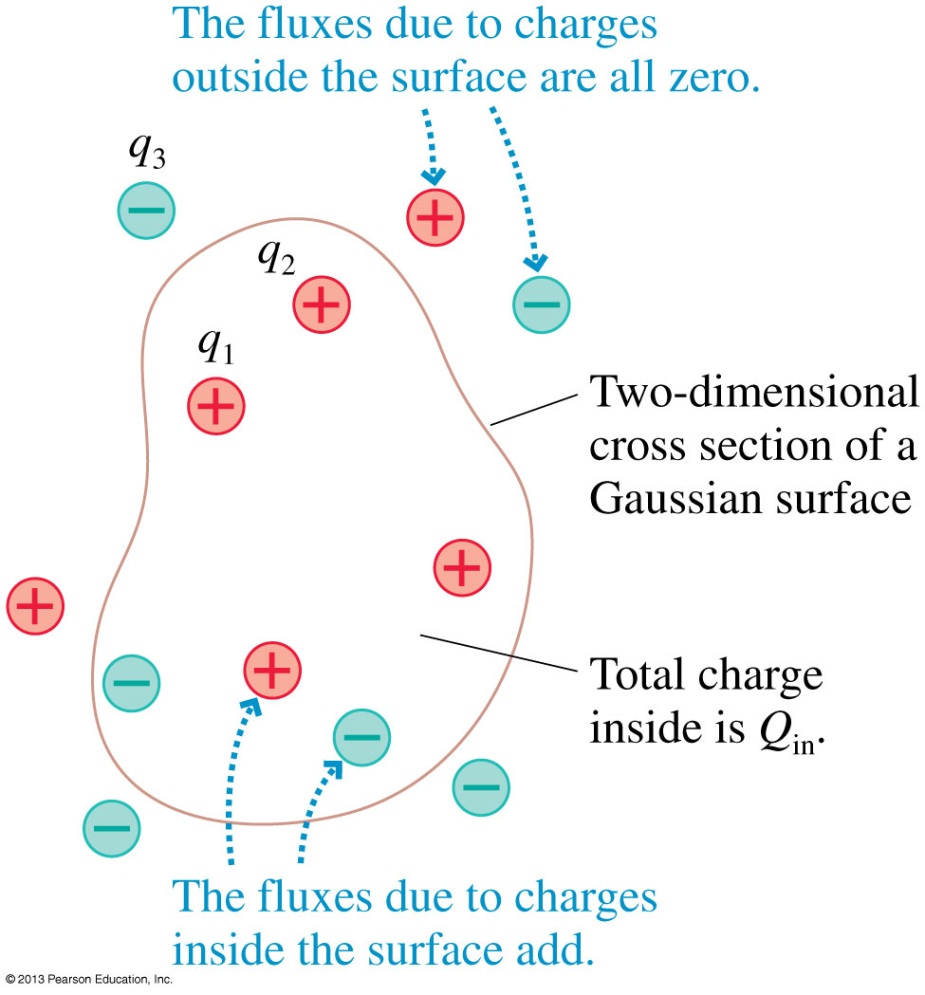 The fluxes due to charges
outside the surface are all zero.
q3
+
−
q2
+
−
q1
+
Two-dimensional
cross section of a
Gaussian surface
+
+
−
+
Total charge
inside is Qin.
−
−
−
The fluxes due to charges
inside the surface add.
© 2013 Pearson Education, Inc.